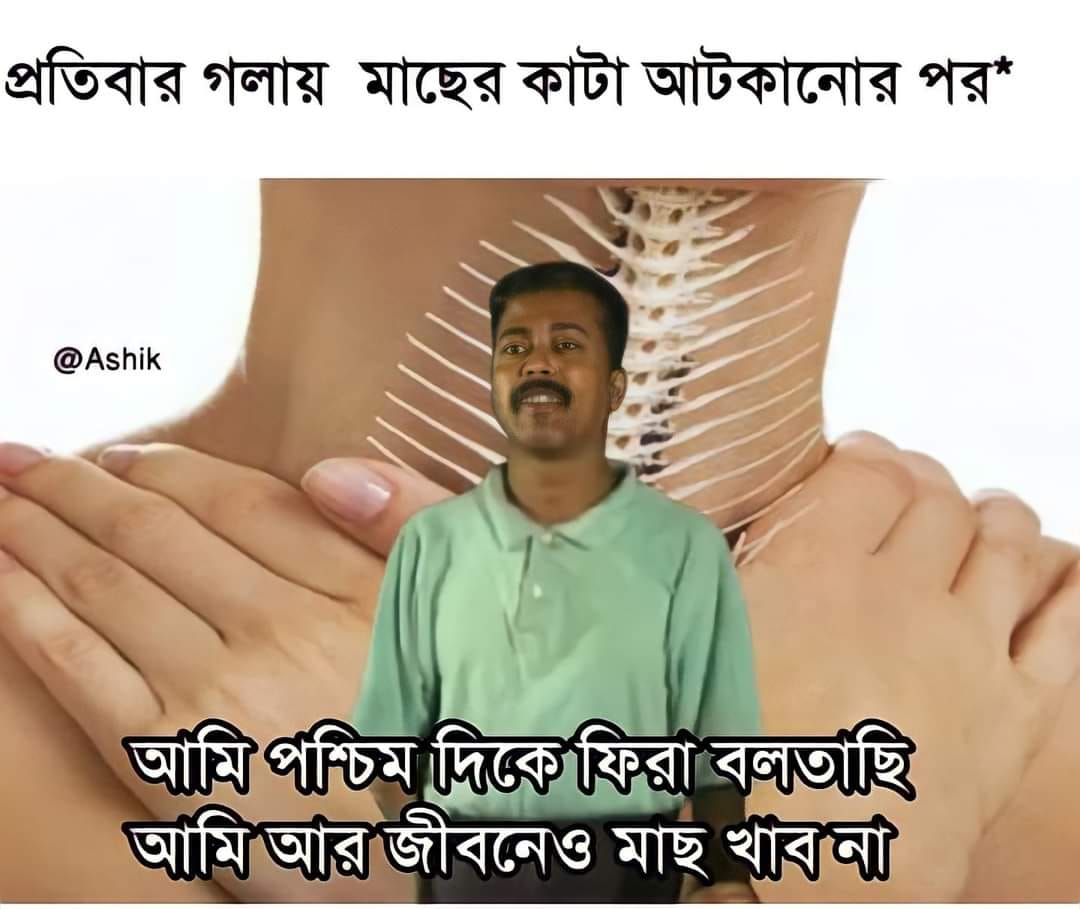 প্রতিবার গলায় মাছের কাটা আটকানোর পর*
@Ashik
আমি পশ্চিম দিকে ফিরা বলতাছি
আমি আর জীবনেও মাছ খাব না